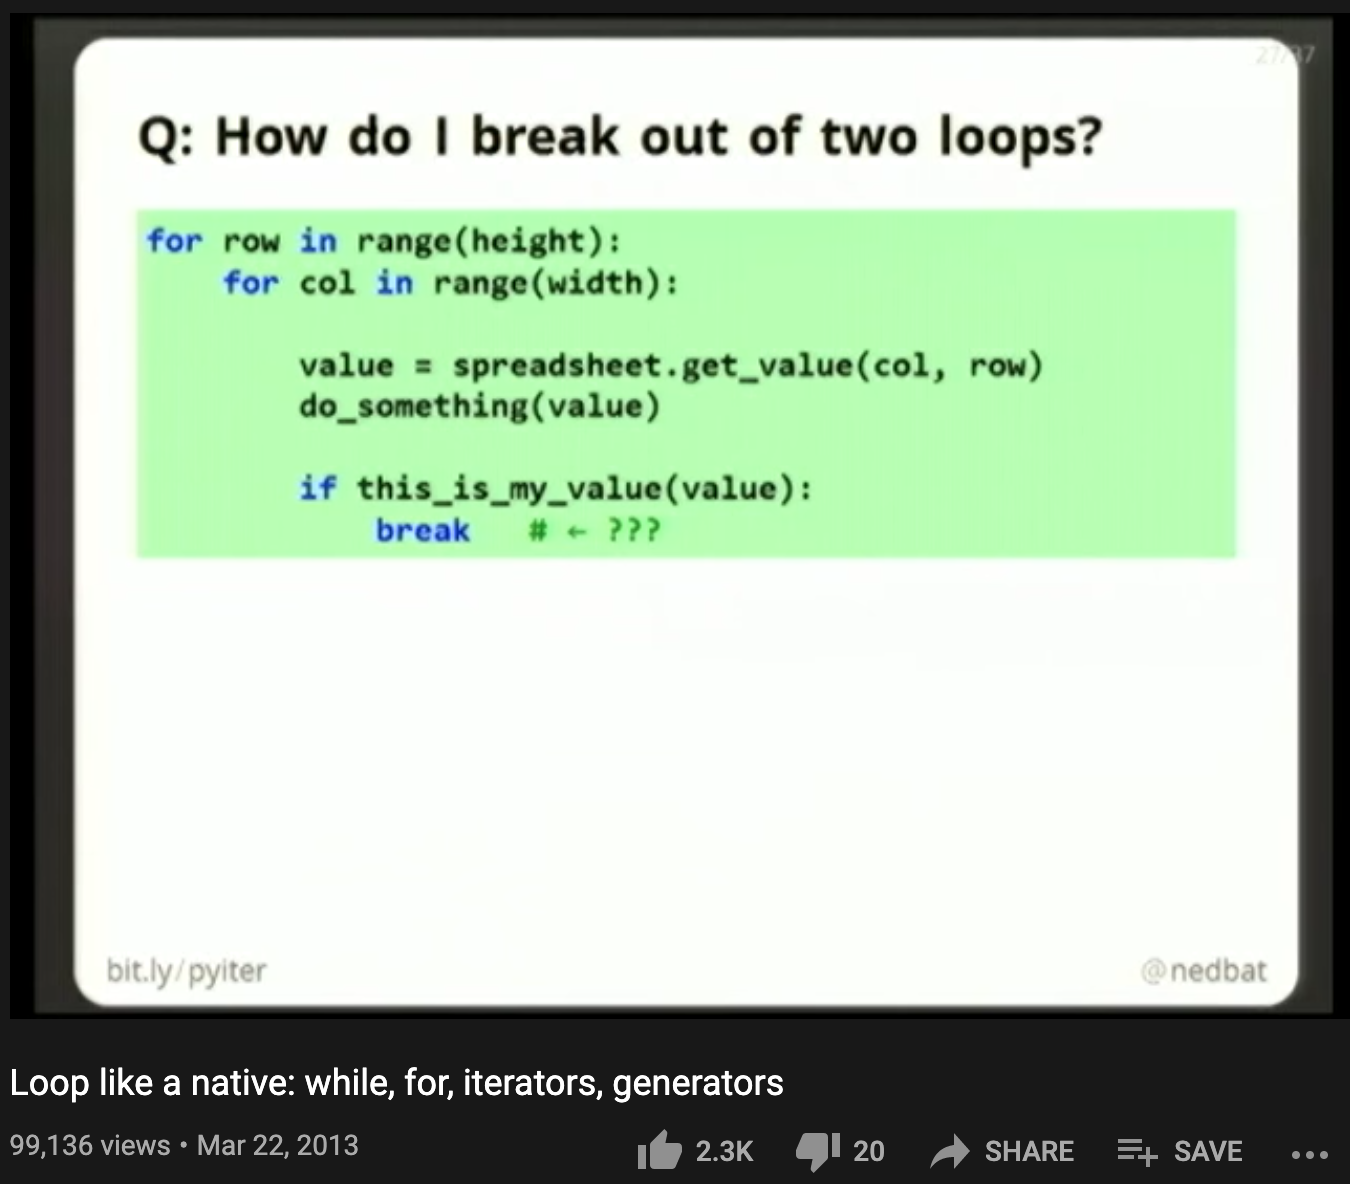 27/37
Q: How do I break out of two loops?
for row in range(height):
for col in range(width):
value = spreadsheet.get_value(col, row)
do_something(value)
if this_is_my_value(value):
break # ← ???
bit.ly/pyiter
@nedbat
Loop like a native: while, for, iterators, generators
99,136 views • Mar 22, 2013
2.3K
20
SHARE
SAVE